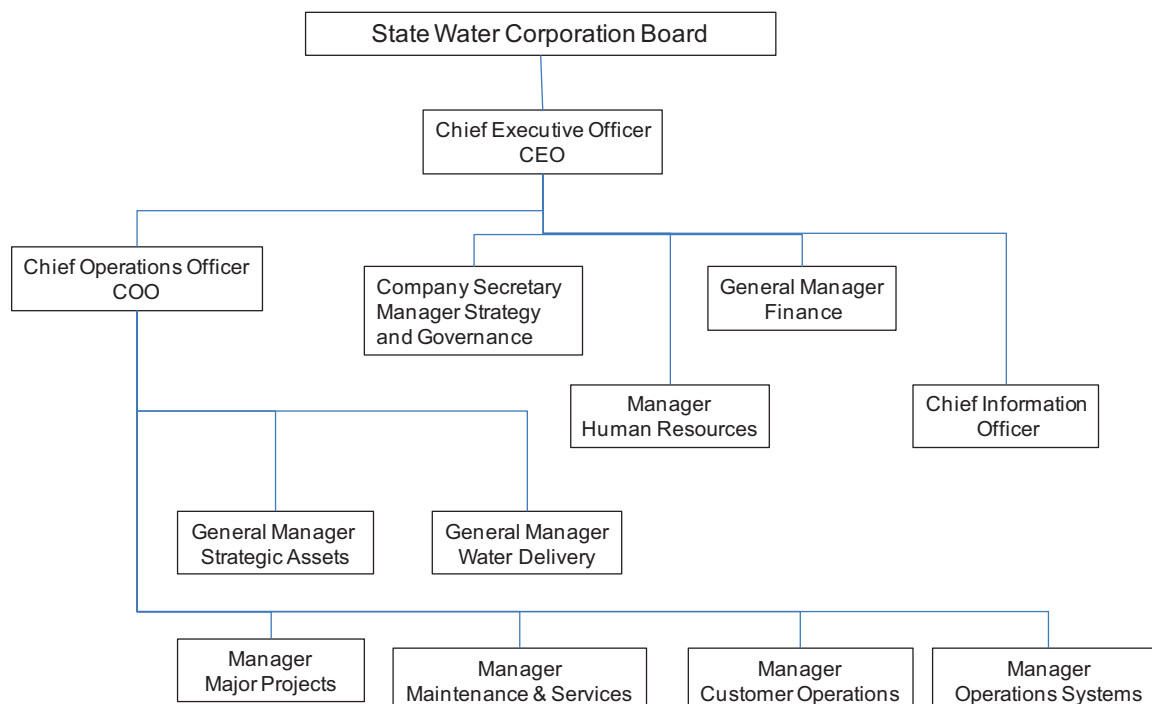 State Water Corporation Board
Chief Executive Officer
CEO
Chief Operations Officer
COO
Company Secretary
Manager Strategy
and Governance
General Manager
Finance
Manager
Human Resources
Chief Information
Officer
General Manager
Strategic Assets
General Manager
Water Delivery
Manager
Major Projects
Manager
Maintenance & Services
Manager
Customer Operations
Manager
Operations Systems